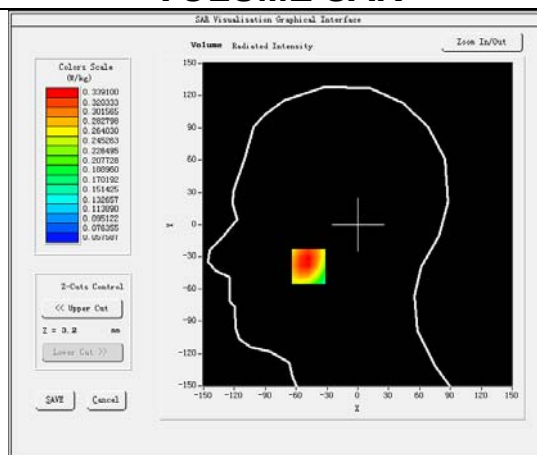 VOLUME SAR
SAR Visualisation Graphical Interface
Volume Radiated Intensity
Zoom In/Out
Colors Scale
(W/kg)
0.339100
0.320333
0.301565
0.282798
0.264030
0.245263
0.226495
0.207728
0.188960
0.170192
0.151425
0.132657
0.113890
0.095122
0.076355
0.057587
Z-Cuts Control
<< Upper Cut
Z = 3.2 mm
Lower Cut >>
SAVE Cancel
150-
120-
90-
60-
30-
0-
-30-
-60-
-90-
-120-
-150-
Y
-150 -120 -90 -60 -30 0 30 60 90 120 150
X